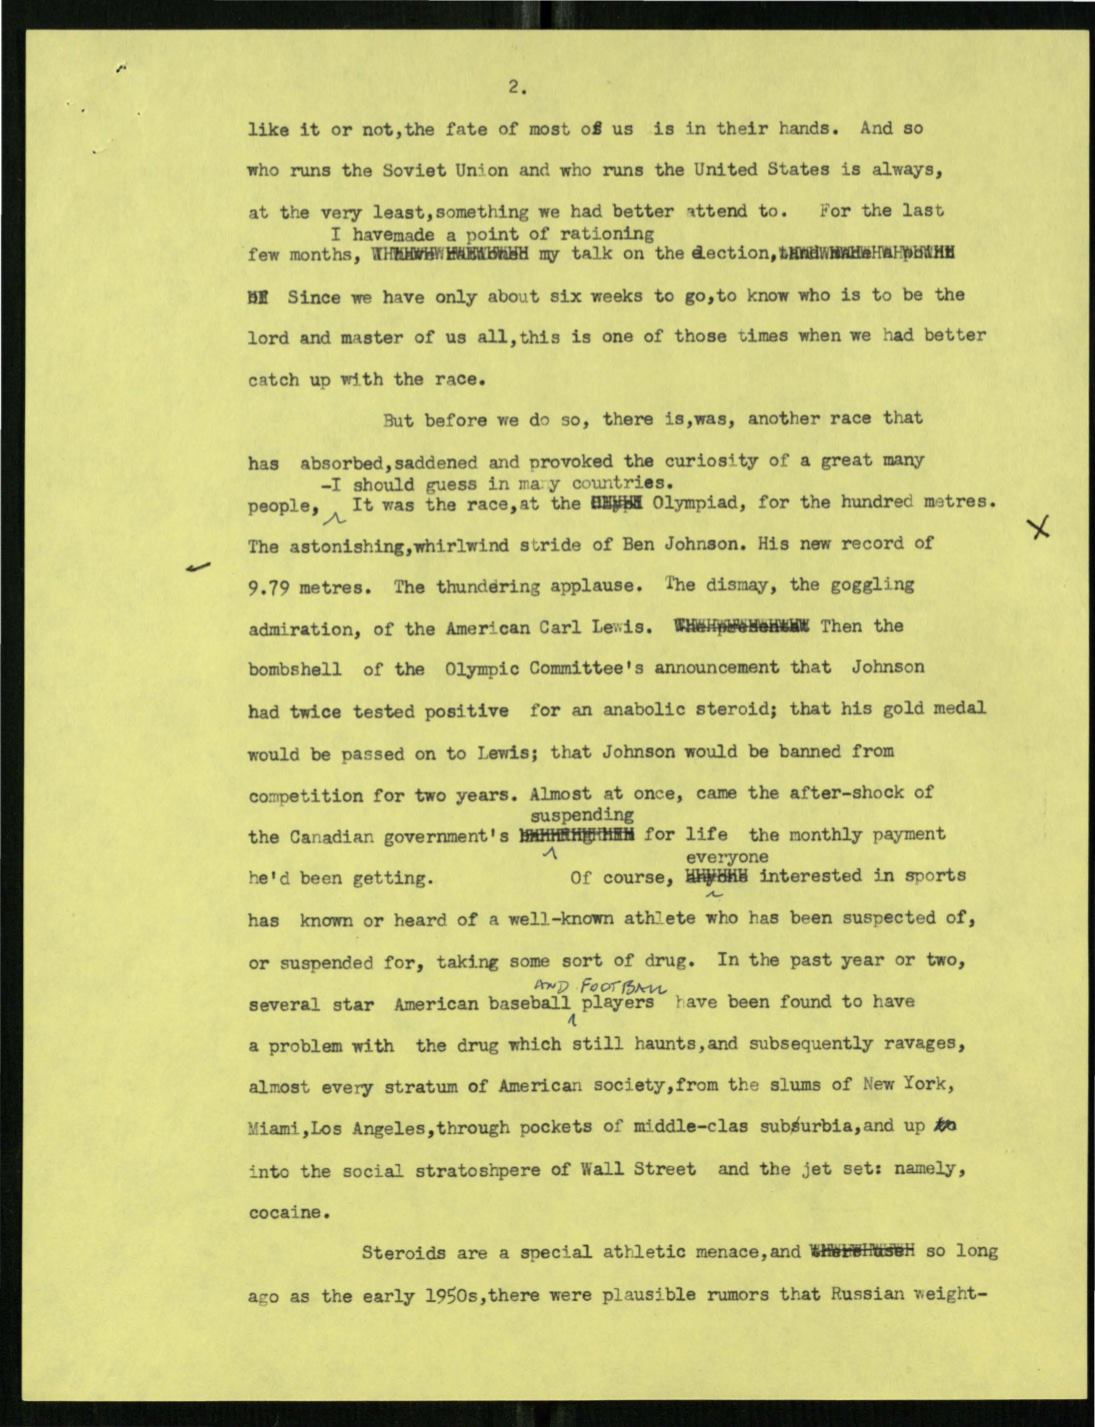 2.
like it or not,the fate of most of us is in their hands. And so
who runs the Soviet Union and who runs the United States is always,
at the very least,something we had better attend to. For the last
I havemade a point of rationing
few months, my talk on the election,
Since we have only about six weeks to go,to know who is to be the
lord and master of us all,this is one of those times when we had better
catch up with the race.
But before we do so, there is,was, another race that
has absorbed,saddened and provoked the curiosity of a great many
-I should guess in many countries.
people, It was the race,at the Olympiad, for the hundred metres.
The astonishing,whirlwind stride of Ben Johnson. His new record of
9.79 metres. The thundering applause. The dismay, the goggling
admiration, of the American Carl Lewis. Then the
bombshell of the Olympic Committee's announcement that Johnson
had twice tested positive for an anabolic steroid; that his gold medal
would be passed on to Lewis; that Johnson would be banned from
competition for two years. Almost at once, came the after-shock of
suspending
the Canadian government's for life the monthly payment
everyone
he'd been getting. Of course, anyone interested in sports
has known or heard of a well-known athlete who has been suspected of,
or suspended for, taking some sort of drug. In the past year or two,
AND FOOTBALL
several star American baseball players have been found to have
a problem with the drug which still haunts,and subsequently ravages,
almost every stratum of American society,from the slums of New York,
Miami,Los Angeles,through pockets of middle-clas suburbia,and up
into the social stratoshpere of Wall Street and the jet set: namely,
cocaine.
Steroids are a special athletic menace,and so long
ago as the early 1950s,there were plausible rumors that Russian weight-